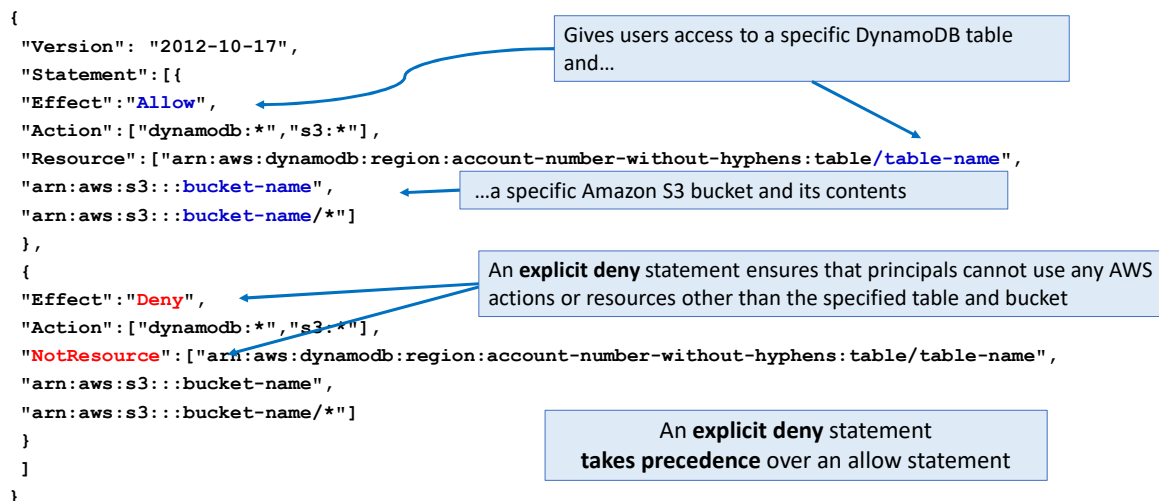 {
"Version": "2012-10-17",
"Statement":[{
"Effect":"Allow",
"Action":["dynamodb:*","s3:*"],
"Resource":["arn:aws:dynamodb:region:account-number-without-hyphens:table/table-name",
"arn:aws:s3:::bucket-name",
"arn:aws:s3:::bucket-name/*"]
},
{
"Effect":"Deny",
"Action":["dynamodb:*","s3:*"],
"NotResource":["arn:aws:dynamodb:region:account-number-without-hyphens:table/table-name",
"arn:aws:s3:::bucket-name",
"arn:aws:s3:::bucket-name/*"]
}
]
}
Gives users access to a specific DynamoDB table
and…
…a specific Amazon S3 bucket and its contents
An explicit deny statement ensures that principals cannot use any AWS
actions or resources other than the specified table and bucket
An explicit deny statement
takes precedence over an allow statement